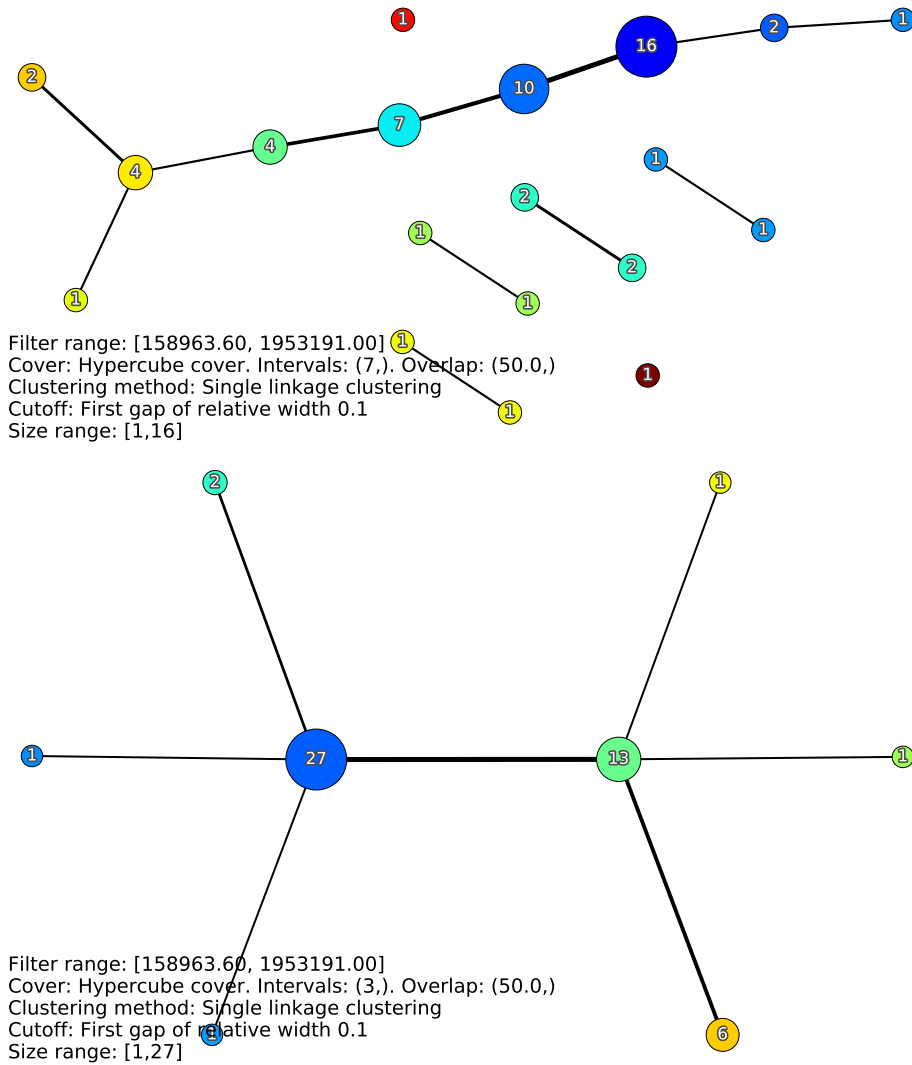 1
16
2
1
2
10
7
4
4
1
1
2
1
1
2
1
1
Filter range: [158963.60, 1953191.00]
1
Cover: Hypercube cover. Intervals: (7,). Overlap: (50.0,)
1
Clustering method: Single linkage clustering
Cutoff: First gap of relative width 0.1
1
Size range: [1,16]
2
1
1
27
13
1
Filter range: [158963.60, 1953191.00]
Cover: Hypercube cover. Intervals: (3,). Overlap: (50.0,)
Clustering method: Single linkage clustering
Cutoff: First gap of relative width 0.1
1
6
Size range: [1,27]